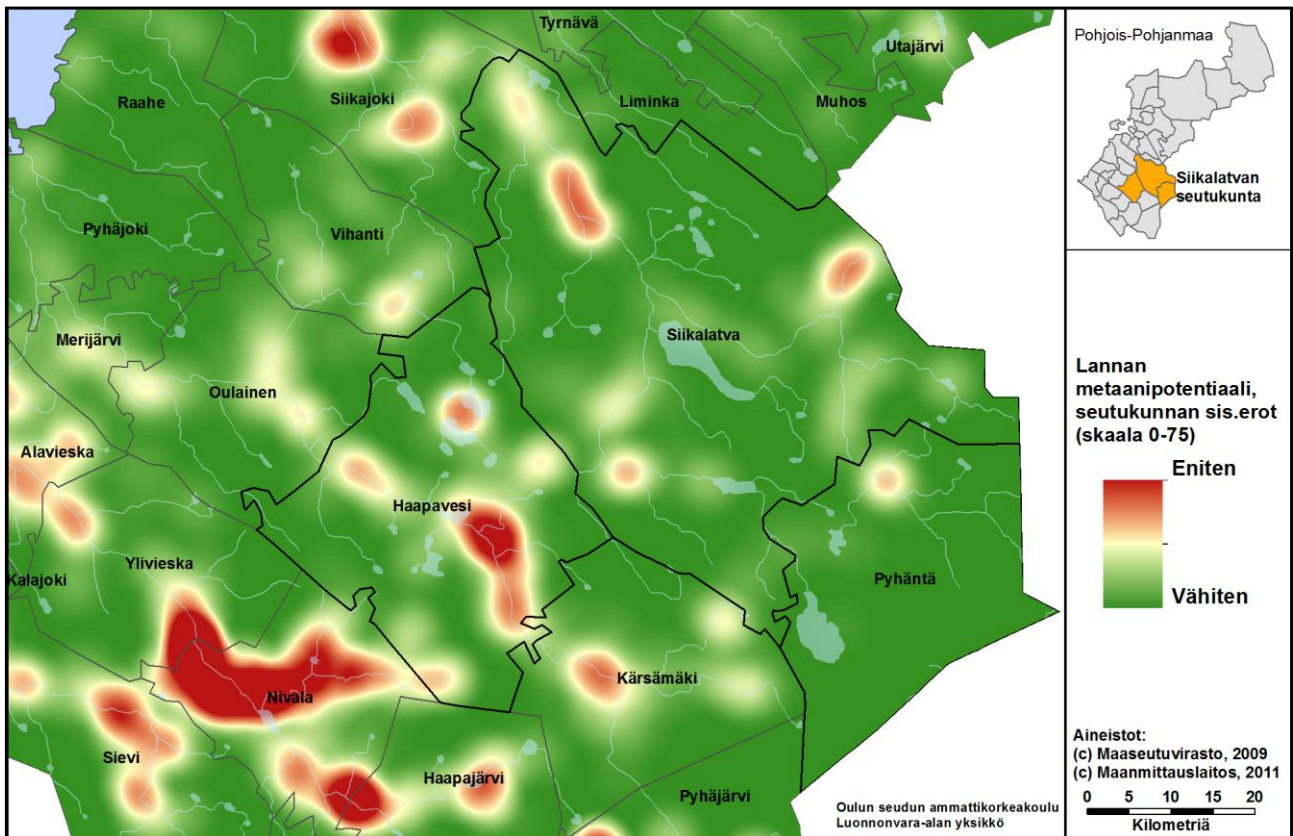 Tyrnävä
Utajärvi
Raahe
Siikajoki
Liminka
Muhos
Pyhäjoki
Vihanti
Merijärvi
Siikalatva
Oulainen
Alavieska
Haapavesi
Kalajoki
Ylivieska
Pyhäntä
Nivala
Kärsämäki
Sievi
Haapajärvi
Pyhäjärvi
Oulun seudun ammattikorkeakoulu
Luonnonvara-alan yksikkö
Pohjois-Pohjanmaa
Siikalatvan
seutukunta
Lannan
metaanipotentiaali,
seutukunnan sis.erot
(skaala 0-75)
Eniten
Vähiten
Aineistot:
(c) Maaseutuvirasto, 2009
(c) Maanmittauslaitos, 2011
0 5 10 15 20
Kilometriä